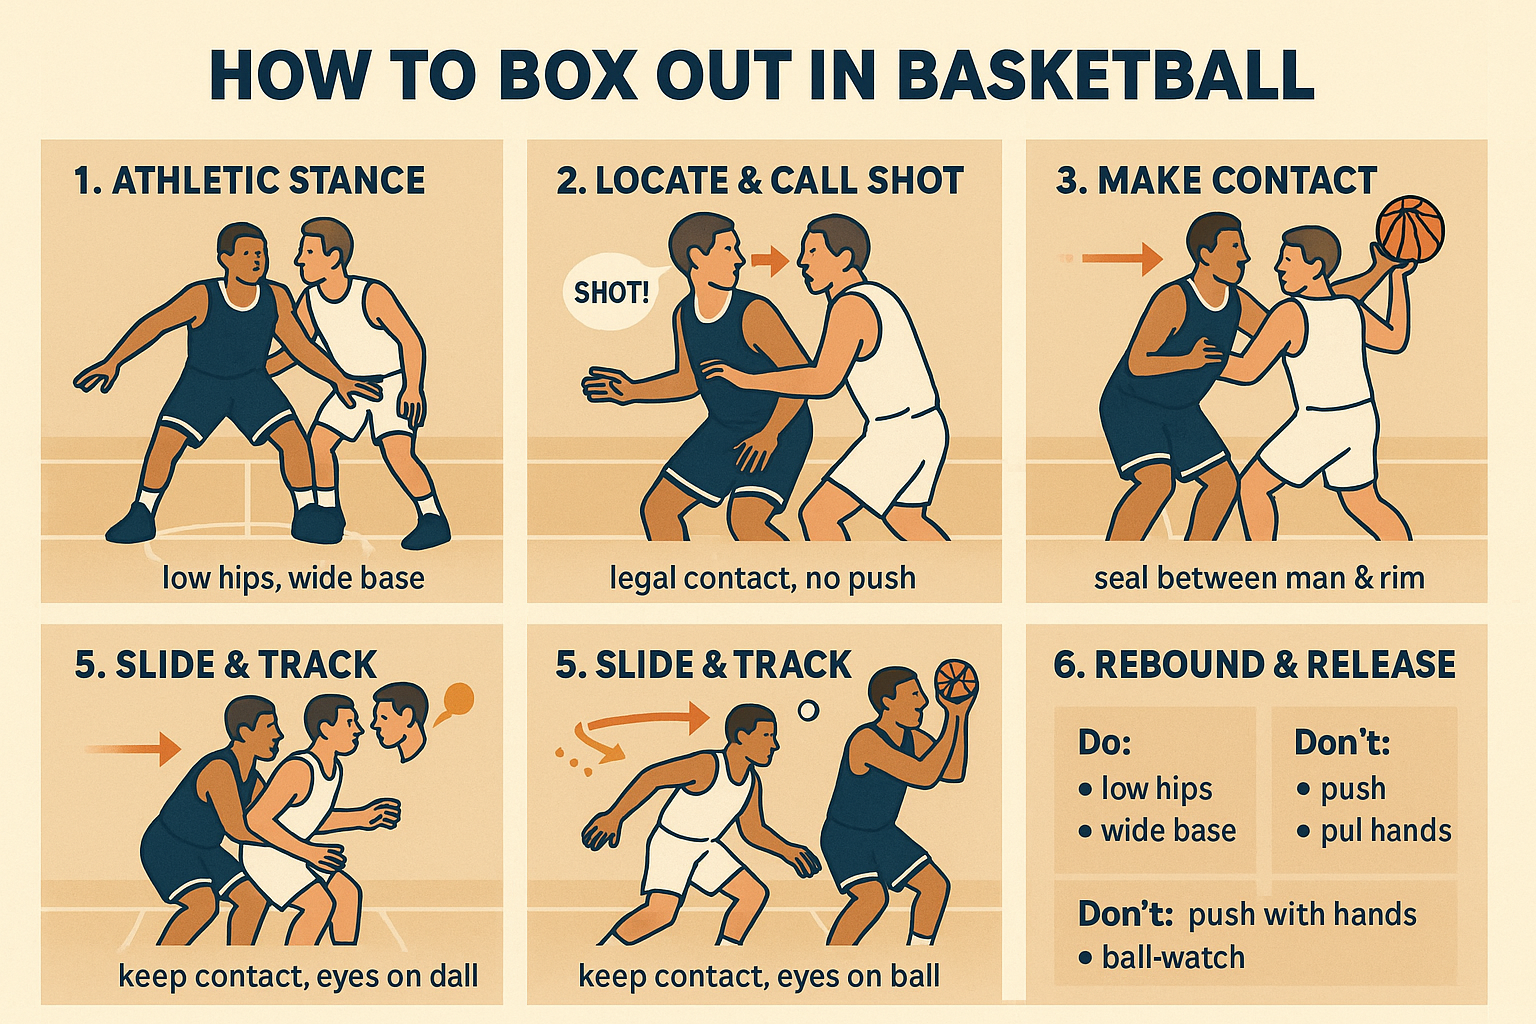 HOW TO BOX OUT IN BASKETBALL
1. ATHLETIC STANCE
low hips, wide base
2. LOCATE & CALL SHOT
SHOT!
legal contact, no push
3. MAKE CONTACT
seal between man & rim
5. SLIDE & TRACK
keep contact, eyes on dall
5. SLIDE & TRACK
keep contact, eyes on ball
6. REBOUND & RELEASE
Do:
• low hips
• wide base
Don't:
• push
• pul hands
Don't: push with hands
• ball-watch